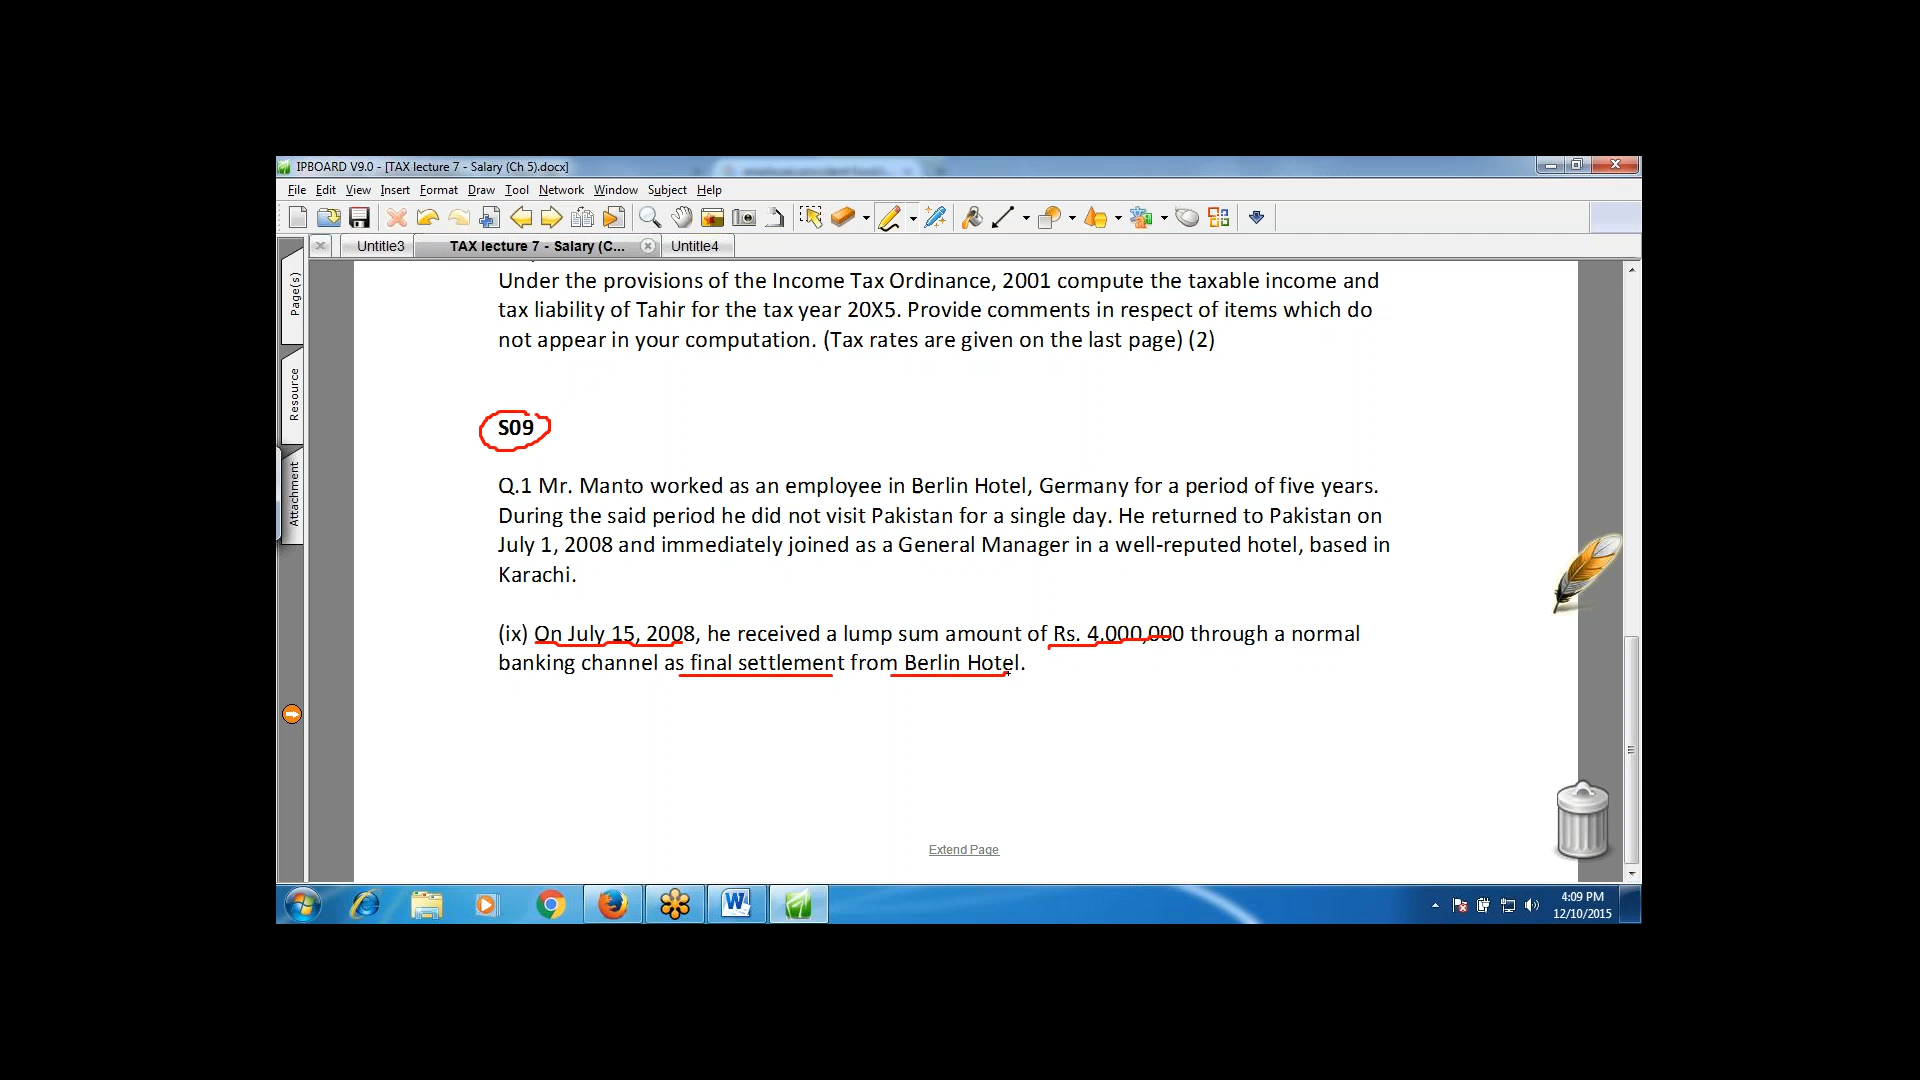 IPBOARD V9.0 - [TAX lecture 7 - Salary (Ch 5).docx]
File Edit View Insert Format Draw Tool Network Window Subject Help
Untitled3 TAX lecture 7 - Salary (C... Untitled4
Page(s)
Resource
Attachment
Under the provisions of the Income Tax Ordinance, 2001 compute the taxable income and
tax liability of Tahir for the tax year 20X5. Provide comments in respect of items which do
not appear in your computation. (Tax rates are given on the last page) (2)
S09
Q.1 Mr. Manto worked as an employee in Berlin Hotel, Germany for a period of five years.
During the said period he did not visit Pakistan for a single day. He returned to Pakistan on
July 1, 2008 and immediately joined as a General Manager in a well-reputed hotel, based in
Karachi.
(ix) On July 15, 2008, he received a lump sum amount of Rs. 4,000,000 through a normal
banking channel as final settlement from Berlin Hotel.
Extend Page
4:09 PM
12/10/2015